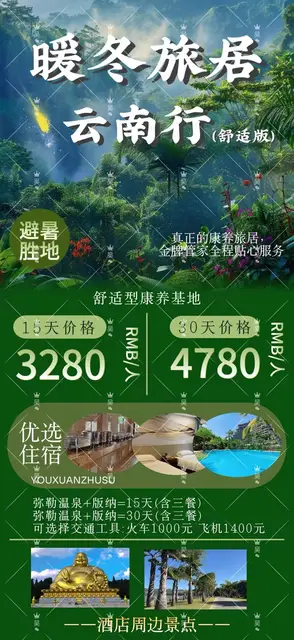 暖冬旅居
云南行(舒适版)
避暑
胜地
真正的康养旅居,
金牌管家全程贴心服务
舒适型康养基地
15天价格
30天价格
3280
RMB/人
4780
RMB/人
优选
住宿
YOUXUANZHUSU
弥勒温泉+版纳=15天(含三餐)
弥勒温泉+版纳=30天(含三餐)
可选择交通工具:火车1000元 飞机1400元
——酒店周边景点——